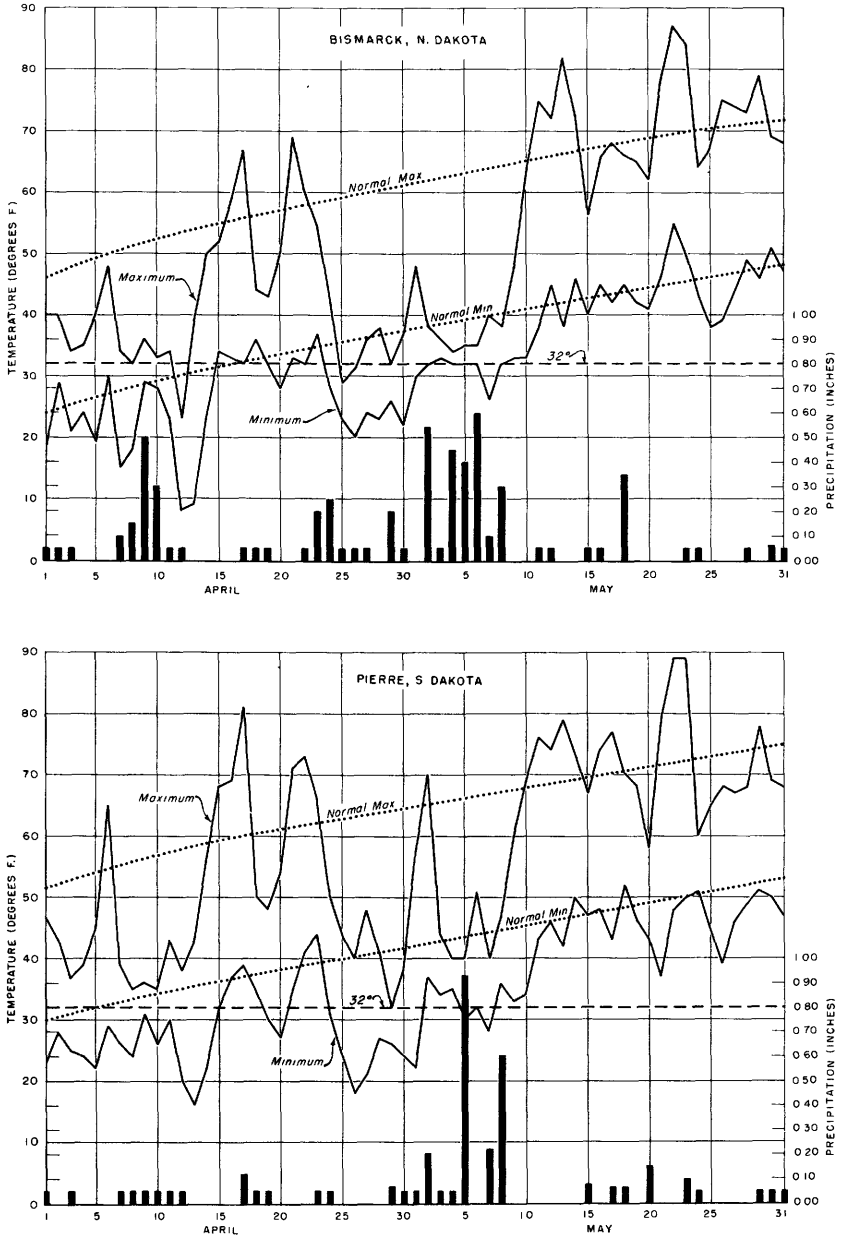 BISMARCK, N. DAKOTA
90
80
70
60
50
40
30
20
10
0
TEMPERATURE (DEGREES F.)
Normal Max
Maximum
Normal Min
32°
Minimum
1 00
0.90
0.80
0.70
0.60
0.50
0 40
0 30
0 20
0 10
0 00
PRECIPITATION (INCHES)
1 5 10 15 20 25 30 5 10 15 20 25 31
APRIL MAY
PIERRE, S DAKOTA
90
80
70
60
50
40
30
20
10
0
TEMPERATURE (DEGREES F.)
Maximum
Normal Max
Normal Min
32°
Minimum
1 00
0 90
0 80
0 70
0 60
0 50
0 40
0 30
0 20
0 10
0 00
PRECIPITATION (INCHES)
1 5 10 15 20 25 30 5 10 15 20 25 31
APRIL MAY